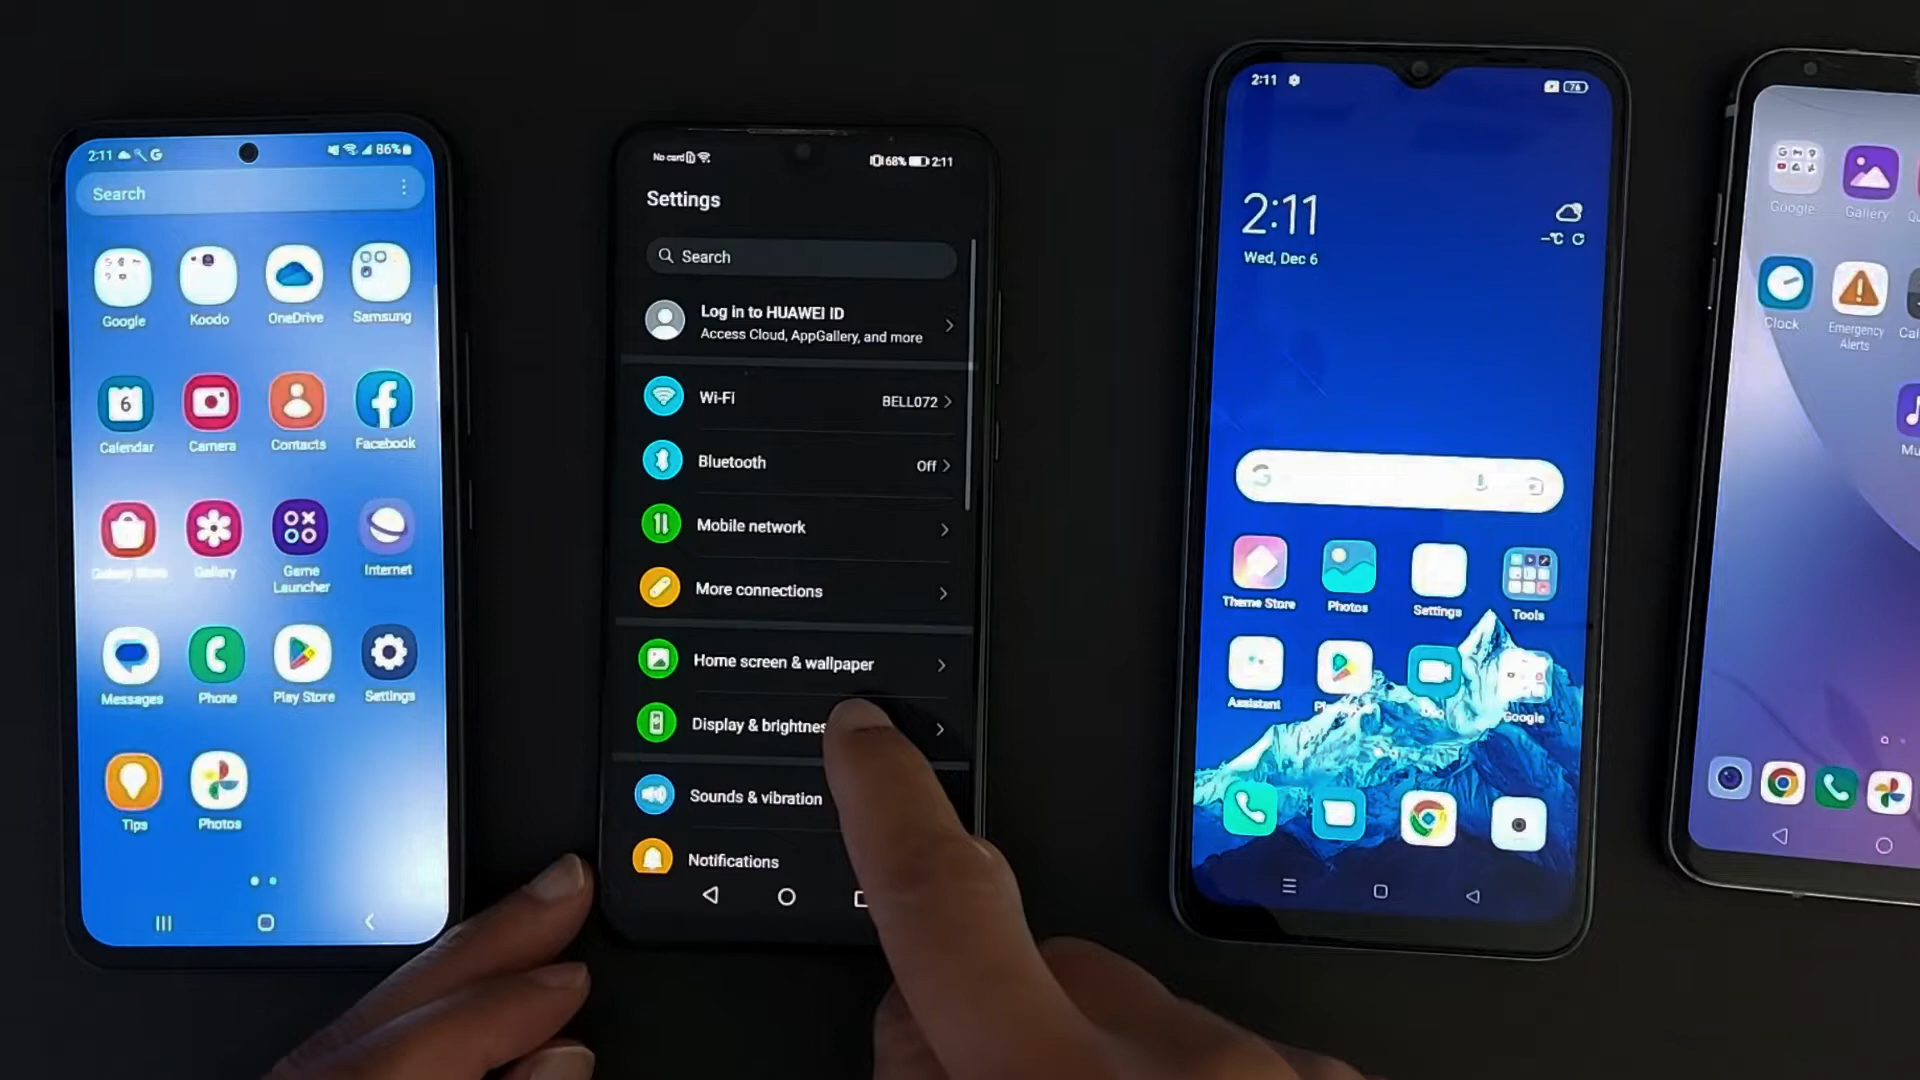 2:11
86%
Search
Google
Koodo
OneDrive
Samsung
6
Calendar
Camera
Contacts
Facebook
Gallery
Game
Launcher
Internet
Messages
Phone
Play Store
Settings
Tips
Photos
No card
68% 2:11
Settings
Search
Log in to HUAWEI ID
Access Cloud, AppGallery, and more
Wi-Fi
BELL072
Bluetooth
Off
Mobile network
More connections
Home screen & wallpaper
Display & brightnes
Sounds & vibration
Notifications
2:11
76
2:11
Wed, Dec 6
°C
Theme Store
Photos
Settings
Tools
Assistant
Google
Google
Gallery
Clock
Emergency
Alerts
Cal
Mu